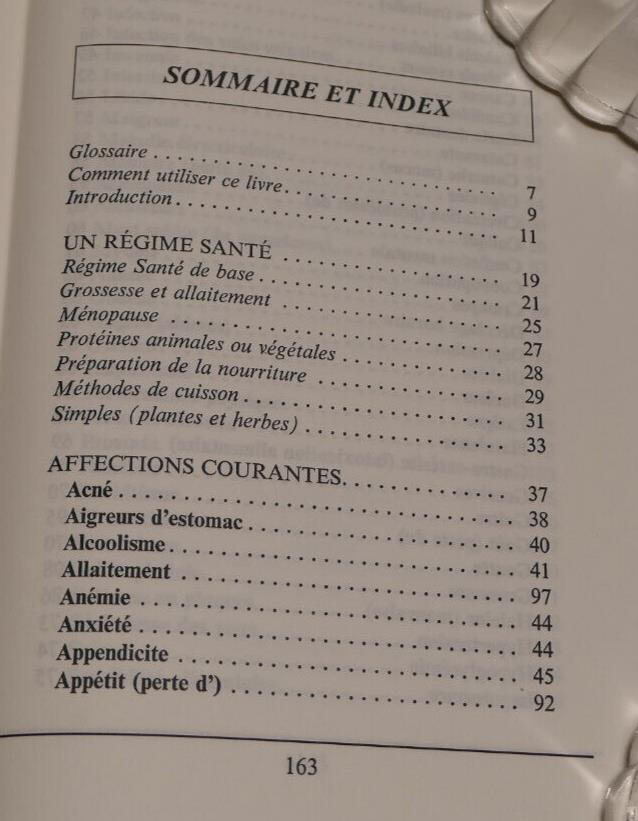 SOMMAIRE ET INDEX
Glossaire . . . . . . . . . . . . . . . . . . . . . . . . . . . 7
Comment utiliser ce livre. . . . . . . . . . . . . . . . . 9
Introduction. . . . . . . . . . . . . . . . . . . . . . . . . 11
UN RÉGIME SANTÉ . . . . . . . . . . . . . . . . . 19
Régime Santé de base . . . . . . . . . . . . . . . . . . 21
Grossesse et allaitement . . . . . . . . . . . . . . . . . 25
Ménopause . . . . . . . . . . . . . . . . . . . . . . . . . 27
Protéines animales ou végétales . . . . . . . . . . . . 28
Préparation de la nourriture . . . . . . . . . . . . . . 29
Méthodes de cuisson . . . . . . . . . . . . . . . . . . . 31
Simples (plantes et herbes) . . . . . . . . . . . . . . . 33
AFFECTIONS COURANTES. . . . . . . . . . . . . 37
Acné . . . . . . . . . . . . . . . . . . . . . . . . . . . . . 38
Aigreurs d'estomac . . . . . . . . . . . . . . . . . . . . 40
Alcoolisme . . . . . . . . . . . . . . . . . . . . . . . . . 41
Allaitement . . . . . . . . . . . . . . . . . . . . . . . . . 97
Anémie . . . . . . . . . . . . . . . . . . . . . . . . . . . 44
Anxiété . . . . . . . . . . . . . . . . . . . . . . . . . . . 44
Appendicite . . . . . . . . . . . . . . . . . . . . . . . . 45
Appétit (perte d') . . . . . . . . . . . . . . . . . . . . . 92
163